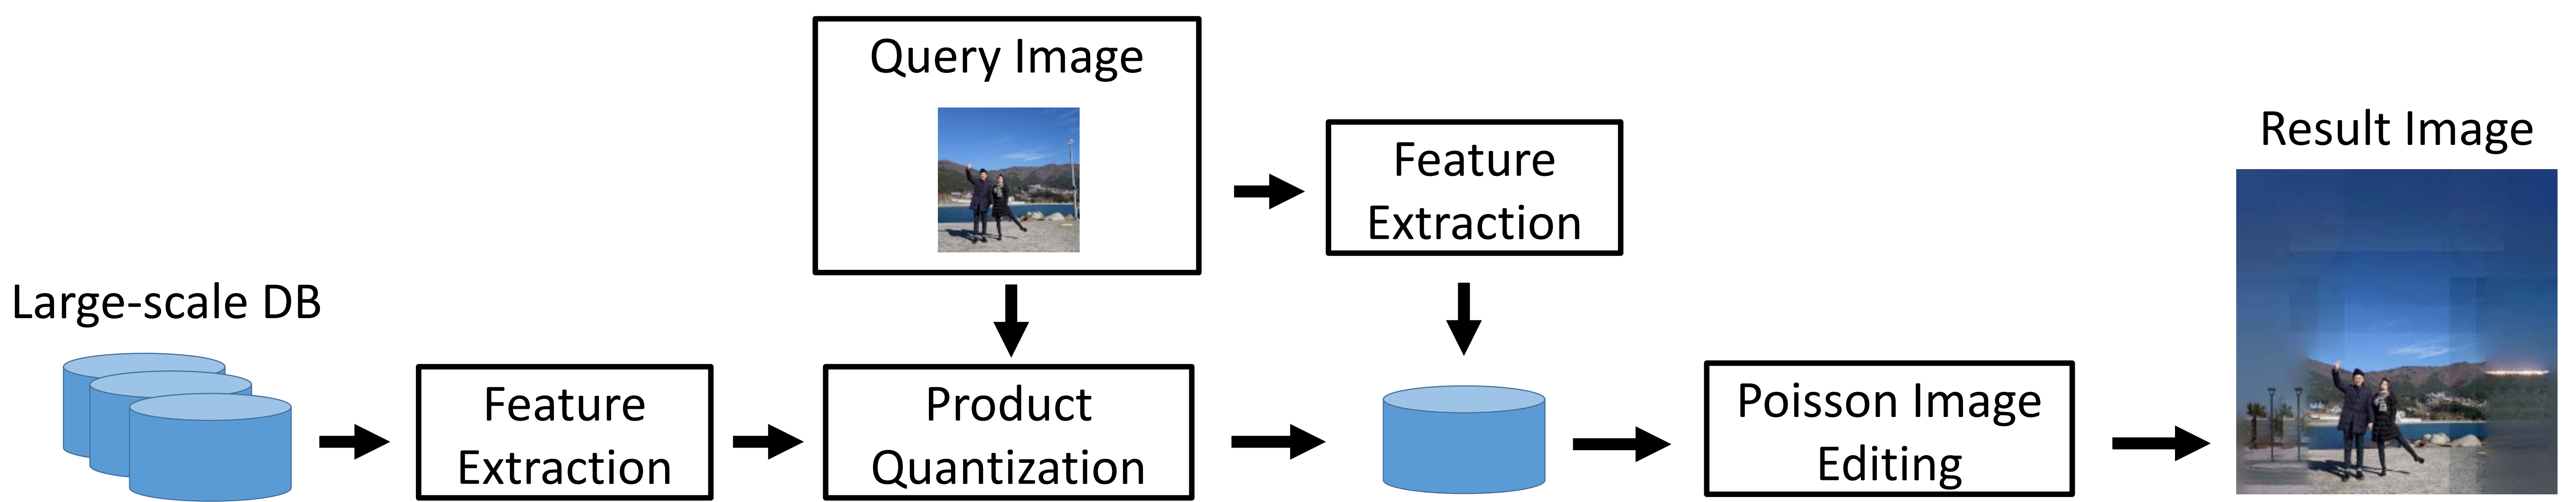 Query Image
Feature
Extraction
Result Image
Large-scale DB
Feature
Extraction
Product
Quantization
Poisson Image
Editing